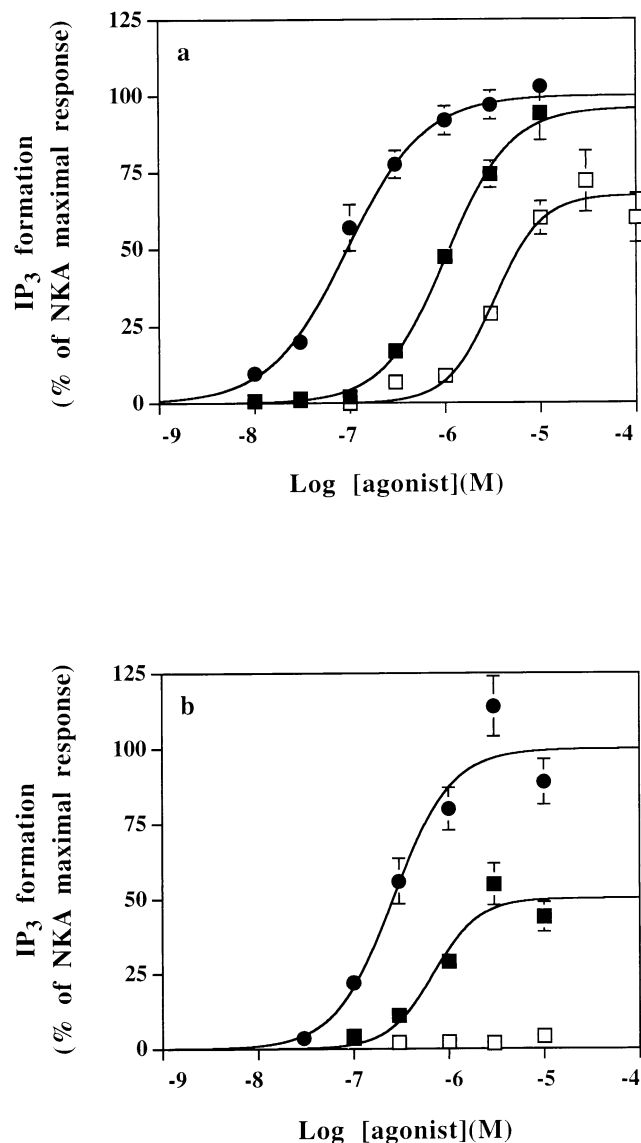 125
a
100
75
50
25
0
IP3 formation
(% of NKA maximal response)
-9 -8 -7 -6 -5 -4
Log [agonist](M)
125
b
100
75
50
25
0
IP3 formation
(% of NKA maximal response)
-9 -8 -7 -6 -5 -4
Log [agonist](M)